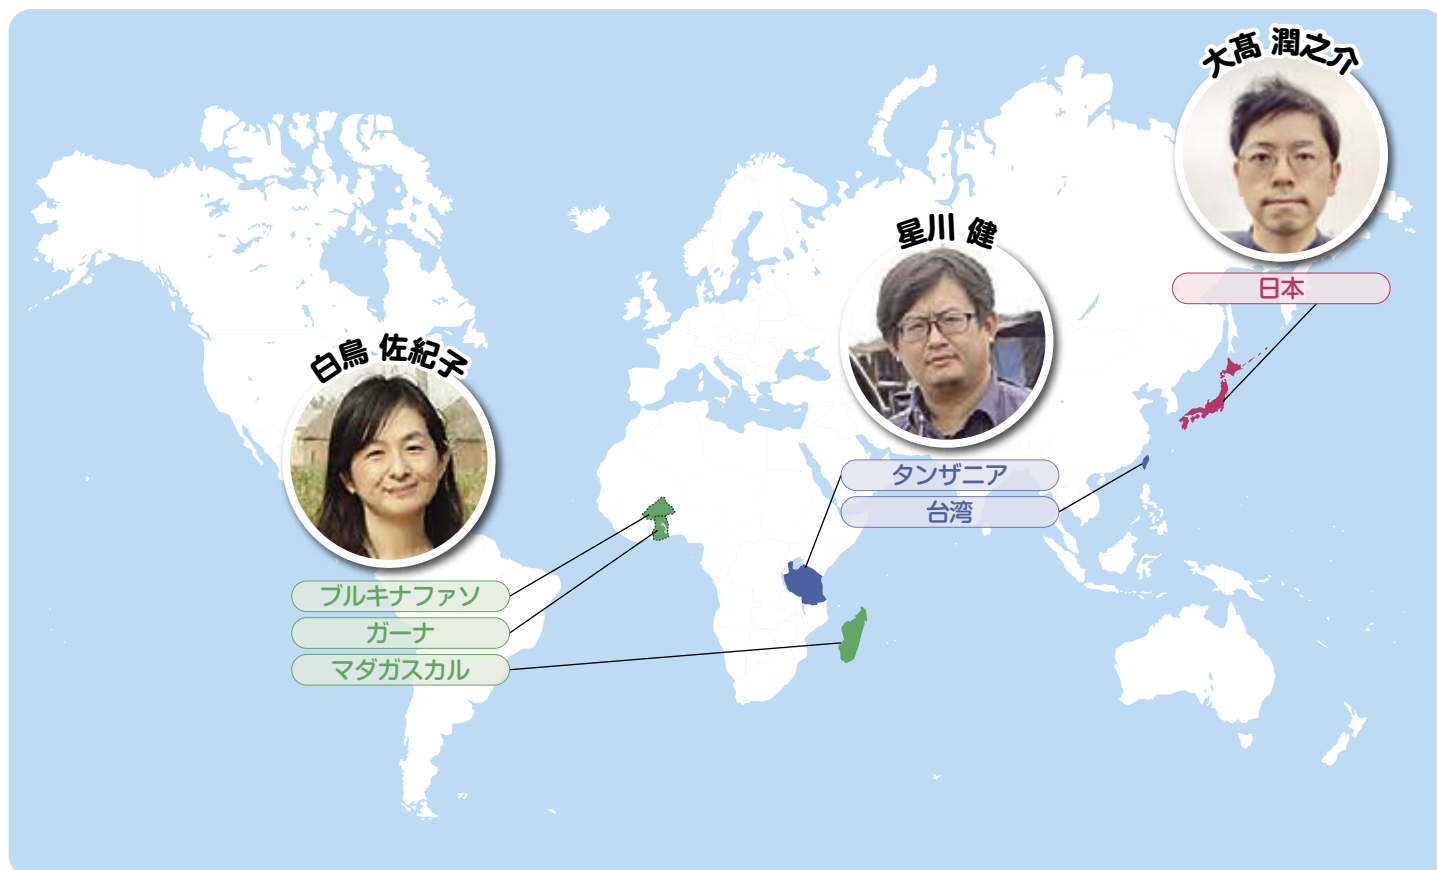 大髙 潤之介
日本
星川 健
タンザニア
台湾
白鳥 佐紀子
ブルキナファソ
ガーナ
マダガスカル